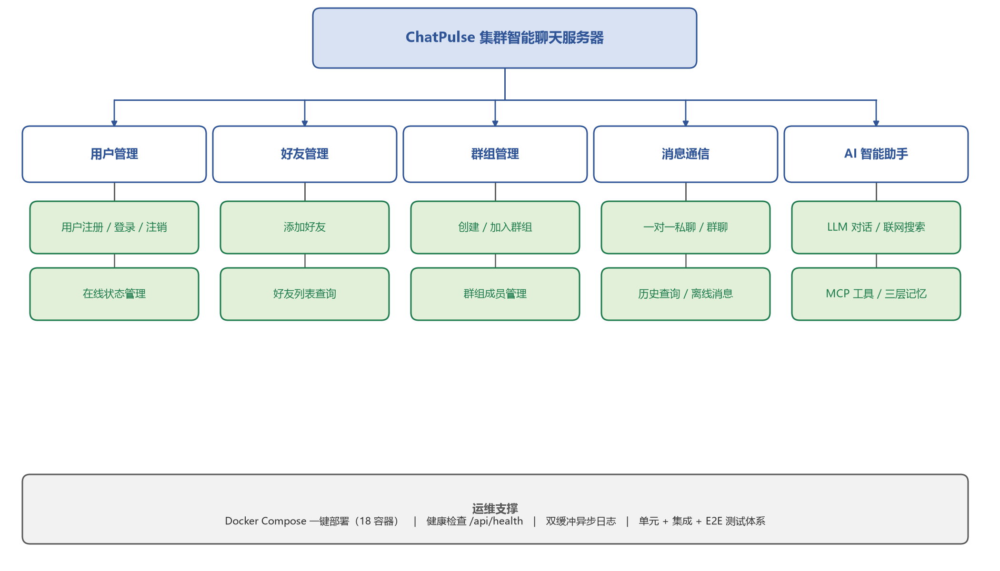 ChatPulse 集群智能聊天服务器
用户管理
好友管理
群组管理
消息通信
AI 智能助手
用户注册 / 登录 / 注销
添加好友
创建 / 加入群组
一对一私聊 / 群聊
LLM 对话 / 联网搜索
在线状态管理
好友列表查询
群组成员管理
历史查询 / 离线消息
MCP 工具 / 三层记忆
运维支撑
Docker Compose 一键部署（18 容器） | 健康检查 /api/health | 双缓冲异步日志 | 单元 + 集成 + E2E 测试体系